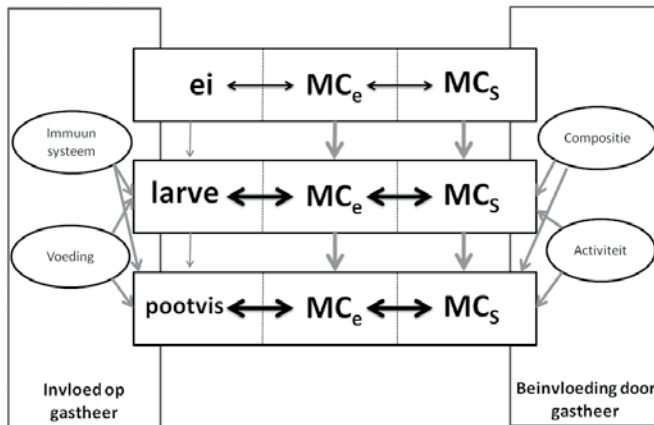 ei MCe MCS
Immuun
systeem
Compositie
larve MCe MCS
Voeding
Activiteit
pootvis MCe MCS
Invloed op
gastheer
Beinvloeding door
gastheer